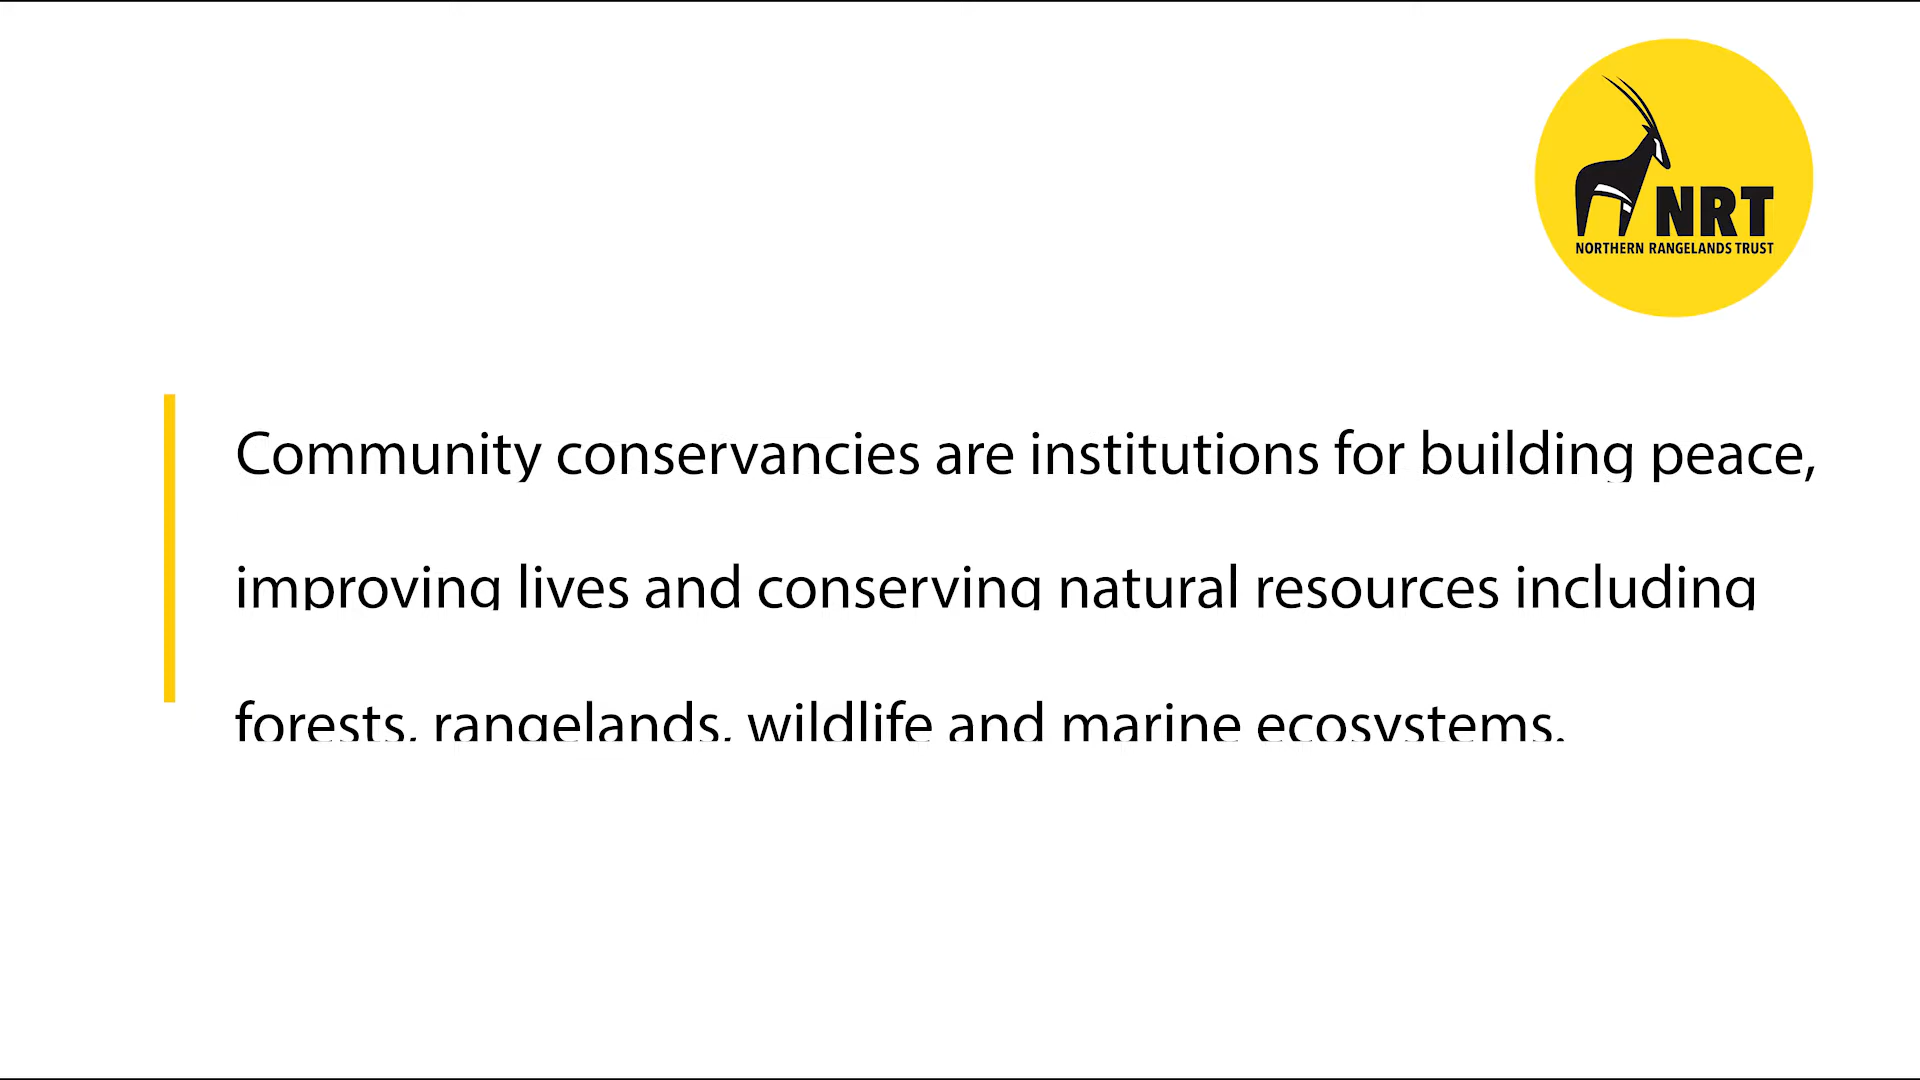 NRT
NORTHERN RANGELANDS TRUST
Community conservancies are institutions for building peace,
improving lives and conserving natural resources including
forests, rangelands, wildlife and marine ecosystems.